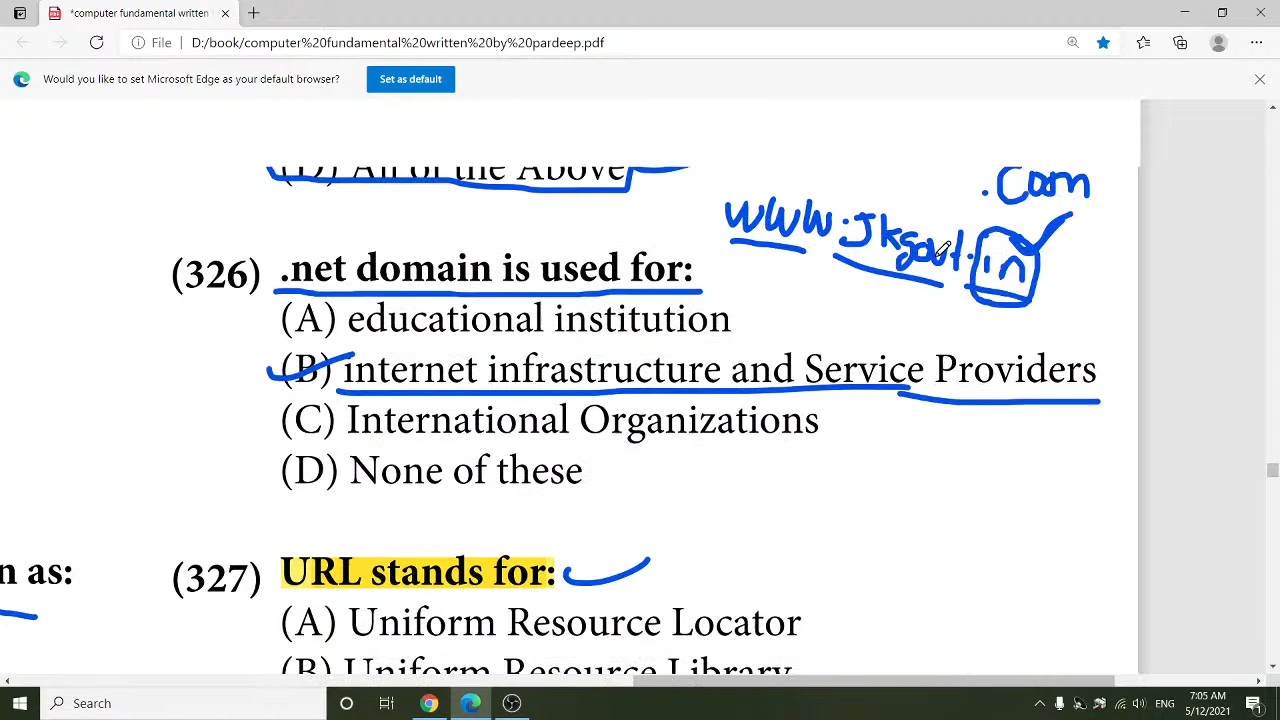 *computer fundamental written
File D:/book/computer%20fundamental%20written%20by%20pardeep.pdf
Would you like to set Microsoft Edge as your default browser? Set as default
(D) All of the Above
.Com
www.Jkgovt.in
(326) .net domain is used for:
(A) educational institution
(B) internet infrastructure and Service Providers
(C) International Organizations
(D) None of these
n as:
(327) URL stands for:
(A) Uniform Resource Locator
(B) Uniform Resource Library
Search
ENG
7:05 AM
5/12/2021